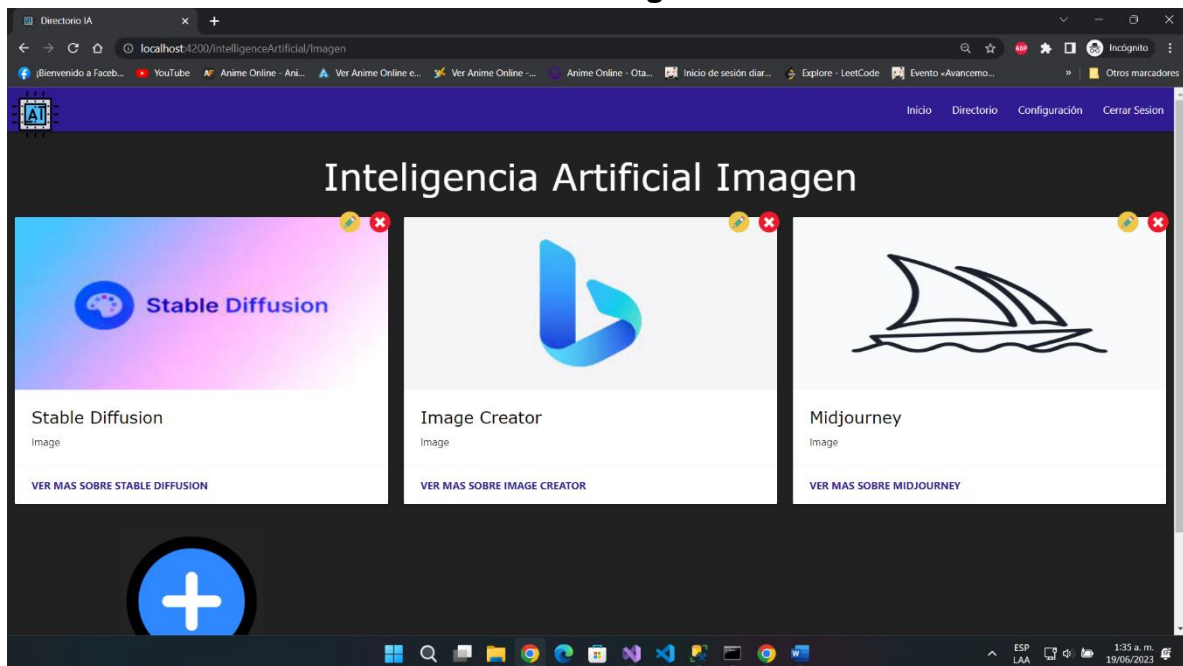 Directorio IA
localhost:4200/intelligenceArtificial/Imagen
ABP
Incógnito
¡Bienvenido a Faceb...
YouTube
AF Anime Online - Ani...
Ver Anime Online e...
Ver Anime Online -...
Anime Online - Ota...
Inicio de sesión diar...
Explore - LeetCode
Evento «Avancemo...
»
Otros marcadores
AI
Inicio
Directorio
Configuración
Cerrar Sesion
Inteligencia Artificial Imagen
Stable Diffusion
Stable Diffusion
Image
VER MAS SOBRE STABLE DIFFUSION
Image Creator
Image
VER MAS SOBRE IMAGE CREATOR
Midjourney
Image
VER MAS SOBRE MIDJOURNEY
ESP
LAA
1:35 a. m.
19/06/2023